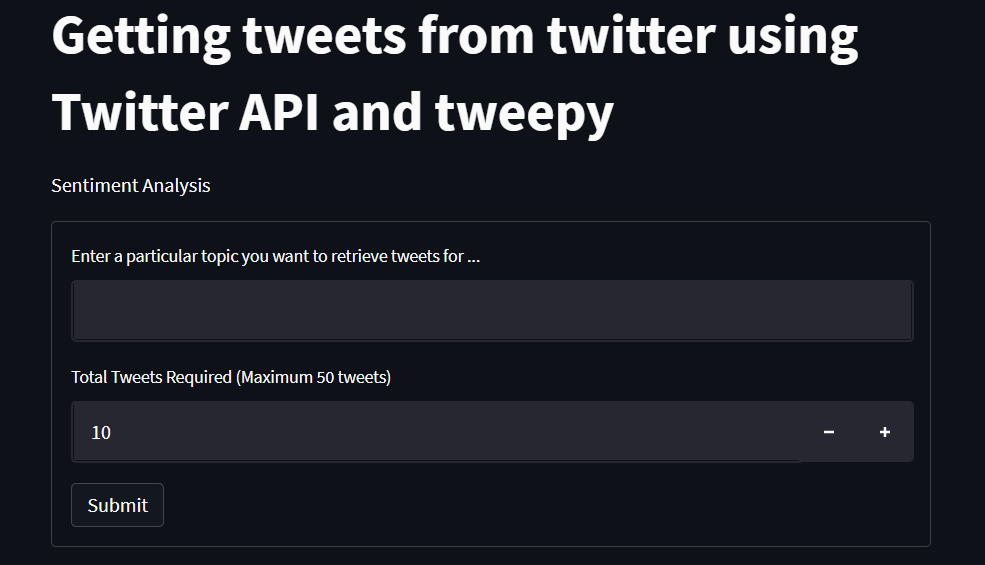 Getting tweets from twitter using
Twitter API and tweepy
Sentiment Analysis
Enter a particular topic you want to retrieve tweets for ...
Total Tweets Required (Maximum 50 tweets)
10 − +
Submit